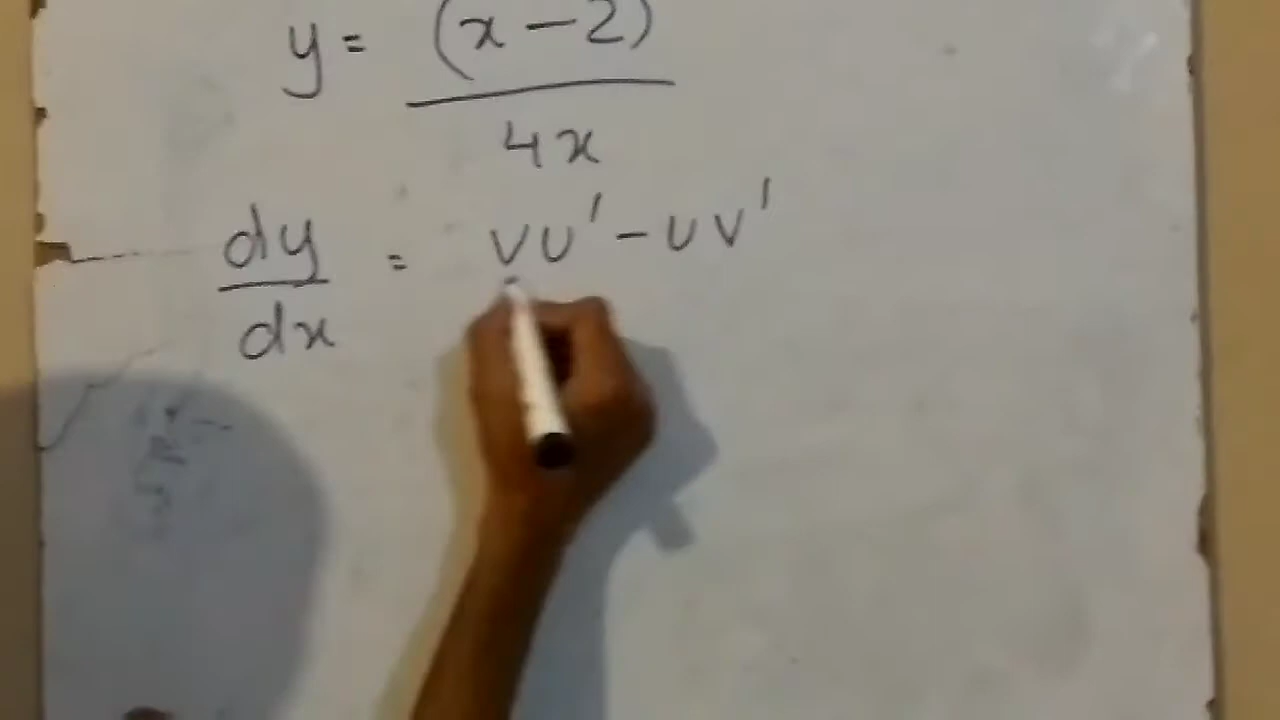 y = (x - 2)
4x
dy = vu' - uv'
dx